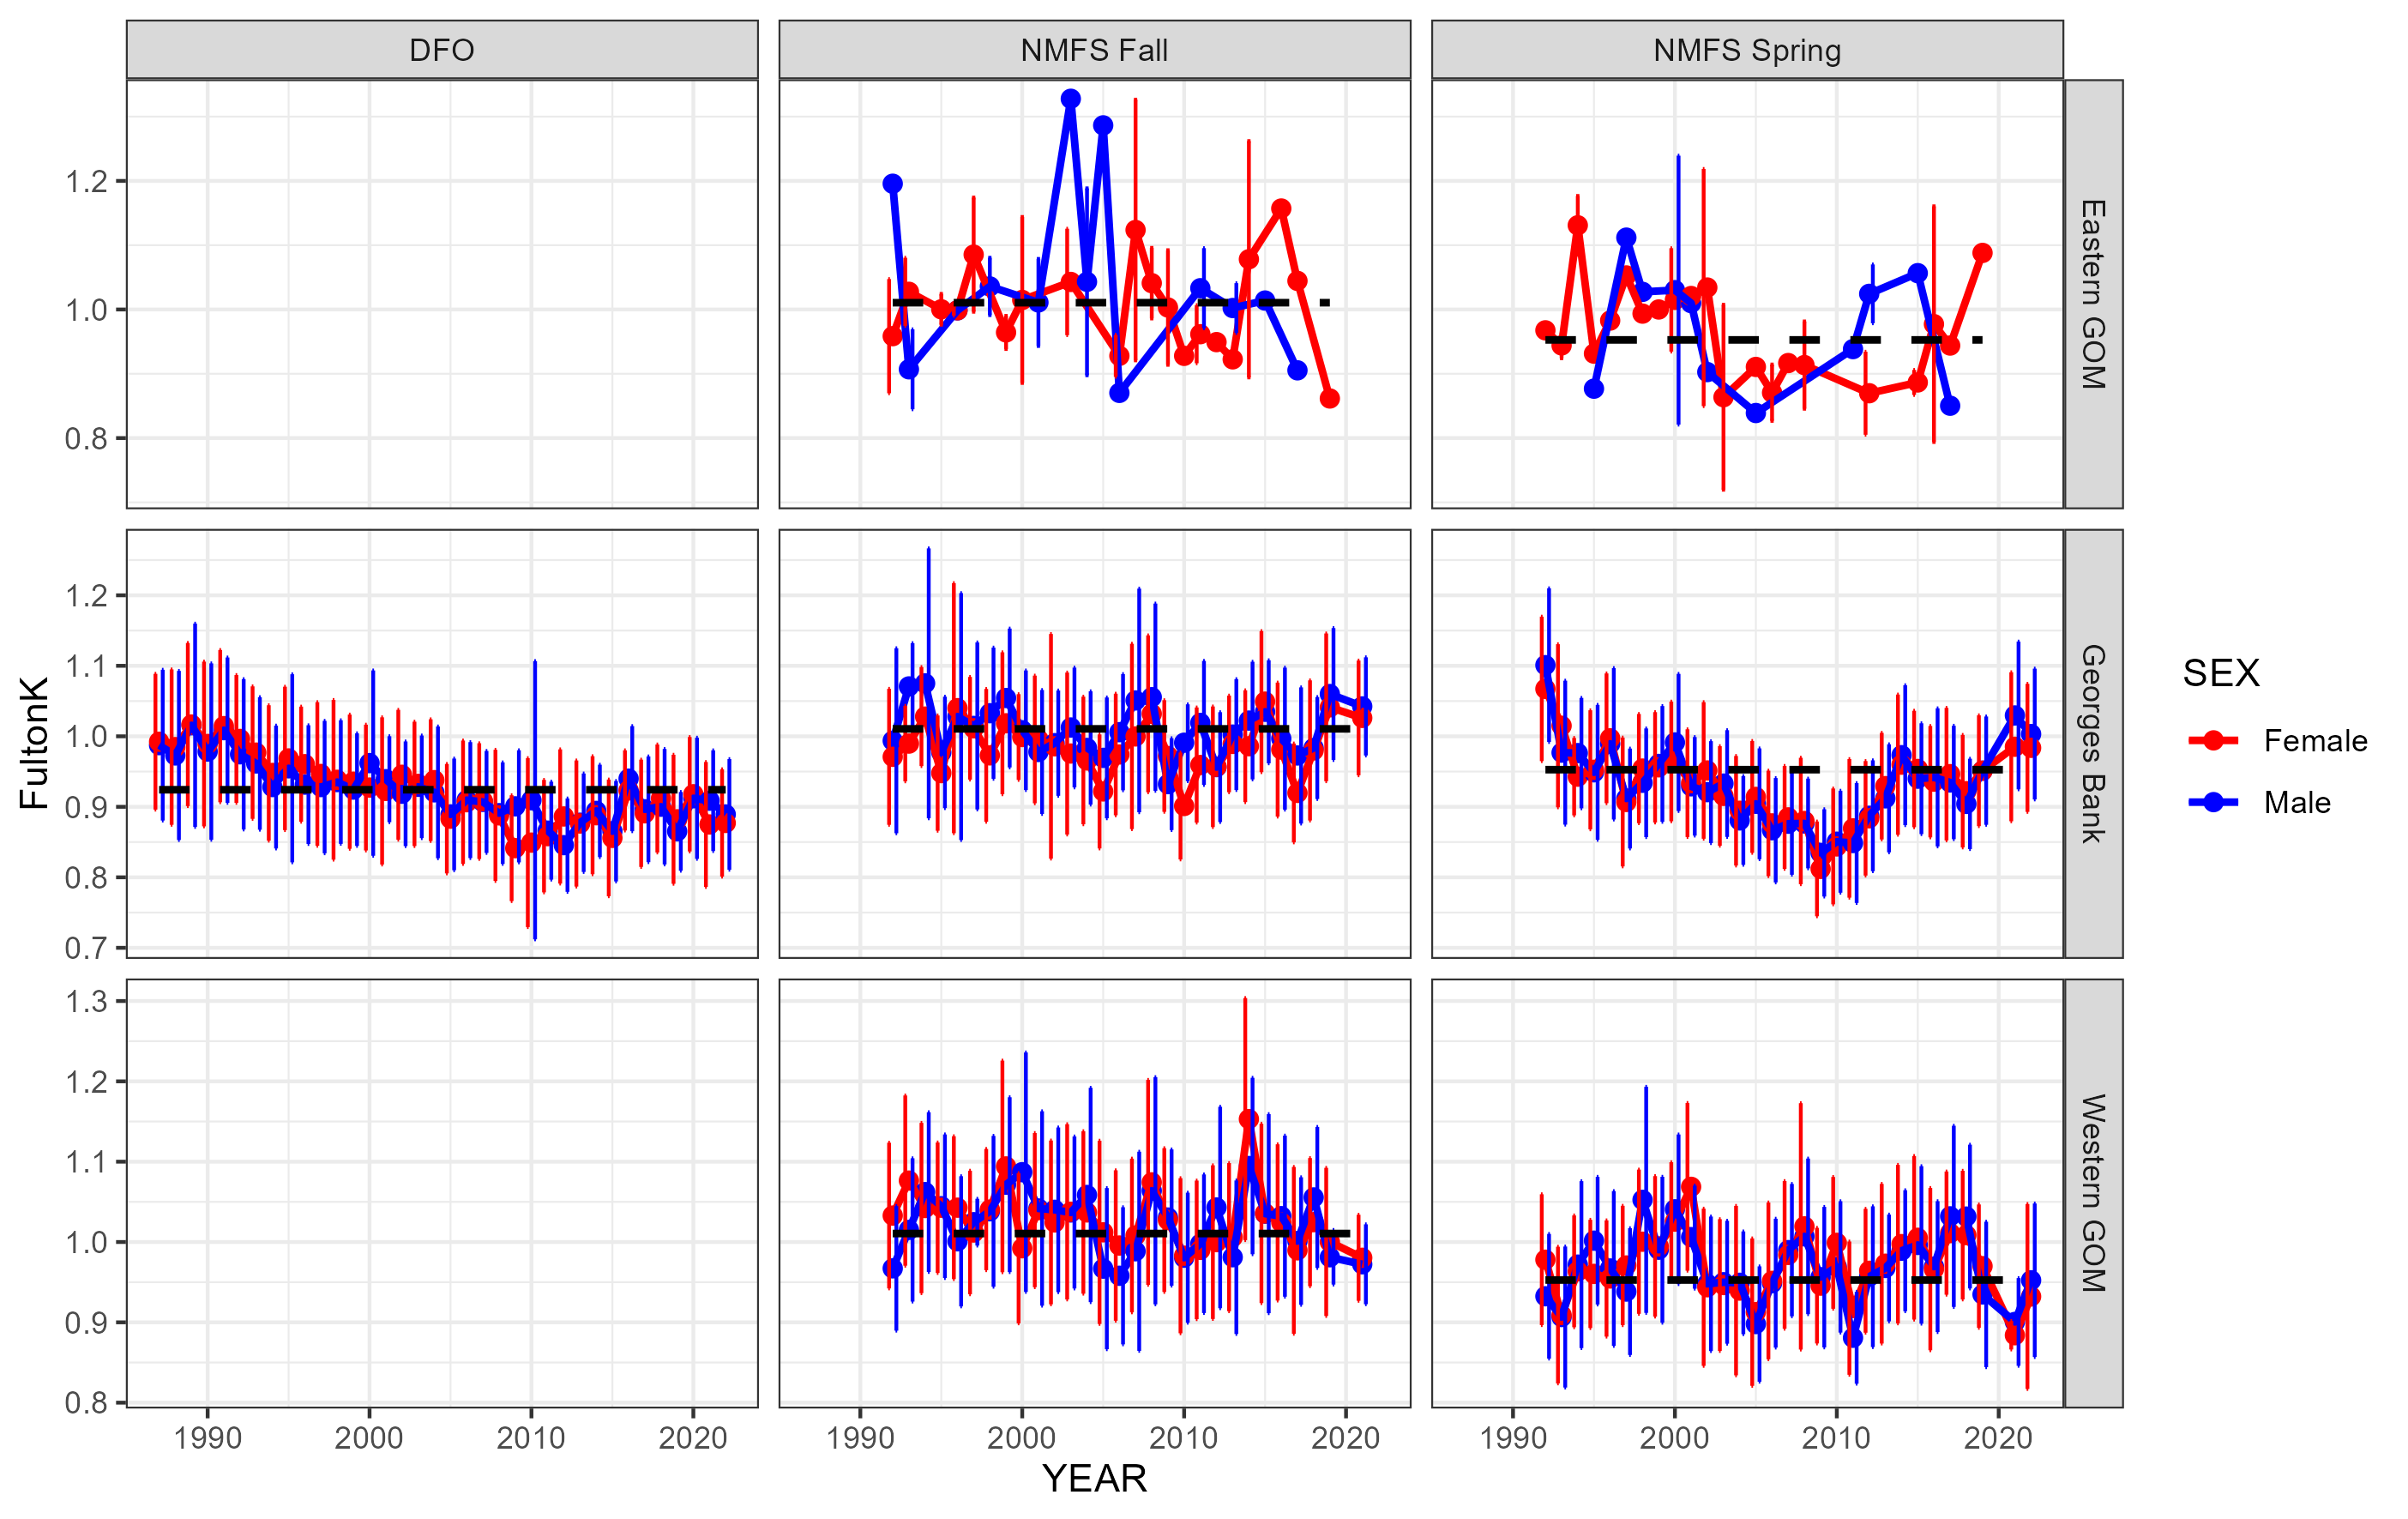 DFO
NMFS Fall
NMFS Spring
1.2
1.0
0.8
Eastern GOM
FultonK
1.2
1.1
1.0
0.9
0.8
0.7
Georges Bank
SEX
Female
Male
1.3
1.2
1.1
1.0
0.9
0.8
Western GOM
1990 2000 2010 2020
1990 2000 2010 2020
1990 2000 2010 2020
YEAR